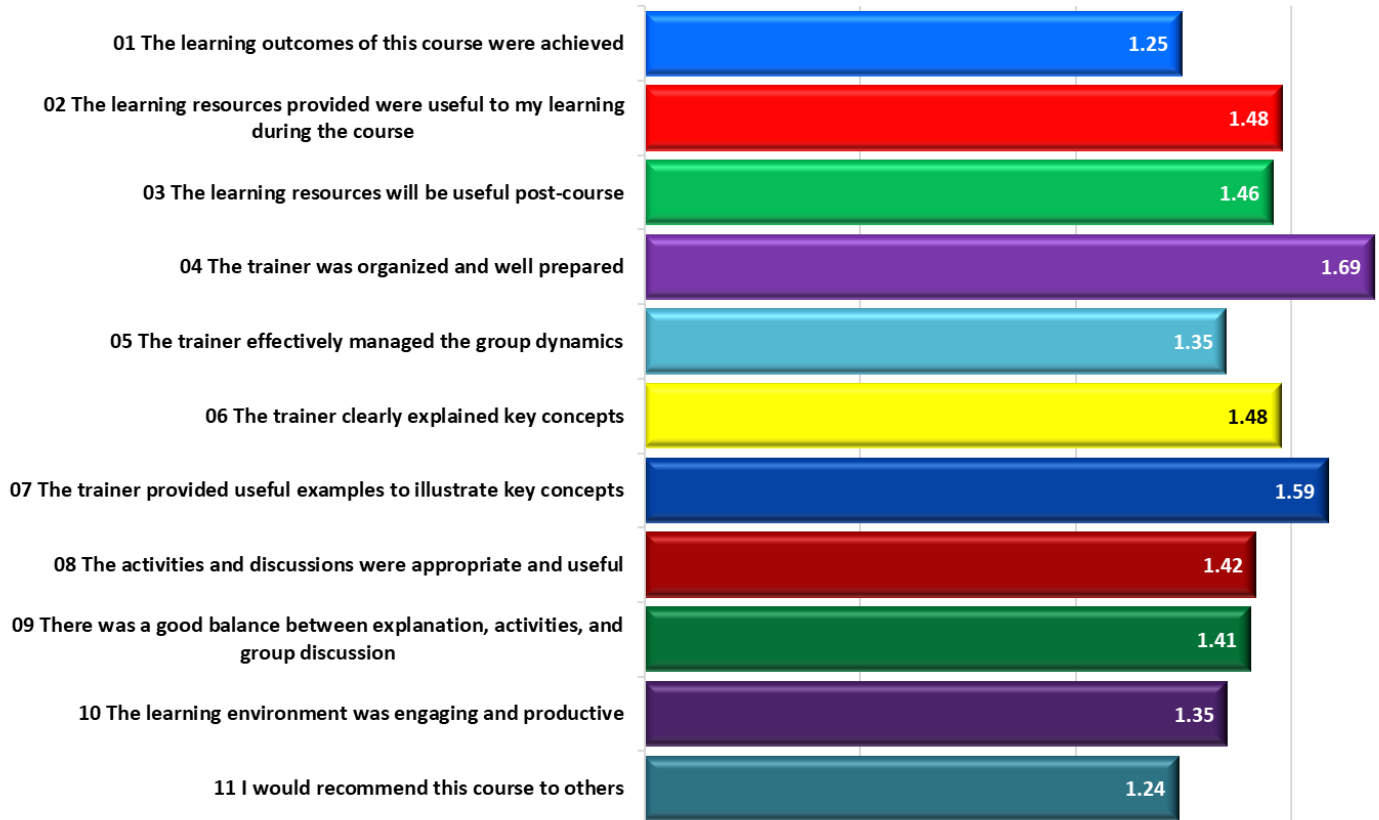 01 The learning outcomes of this course were achieved
1.25
02 The learning resources provided were useful to my learning
during the course
1.48
03 The learning resources will be useful post-course
1.46
04 The trainer was organized and well prepared
1.69
05 The trainer effectively managed the group dynamics
1.35
06 The trainer clearly explained key concepts
1.48
07 The trainer provided useful examples to illustrate key concepts
1.59
08 The activities and discussions were appropriate and useful
1.42
09 There was a good balance between explanation, activities, and
group discussion
1.41
10 The learning environment was engaging and productive
1.35
11 I would recommend this course to others
1.24